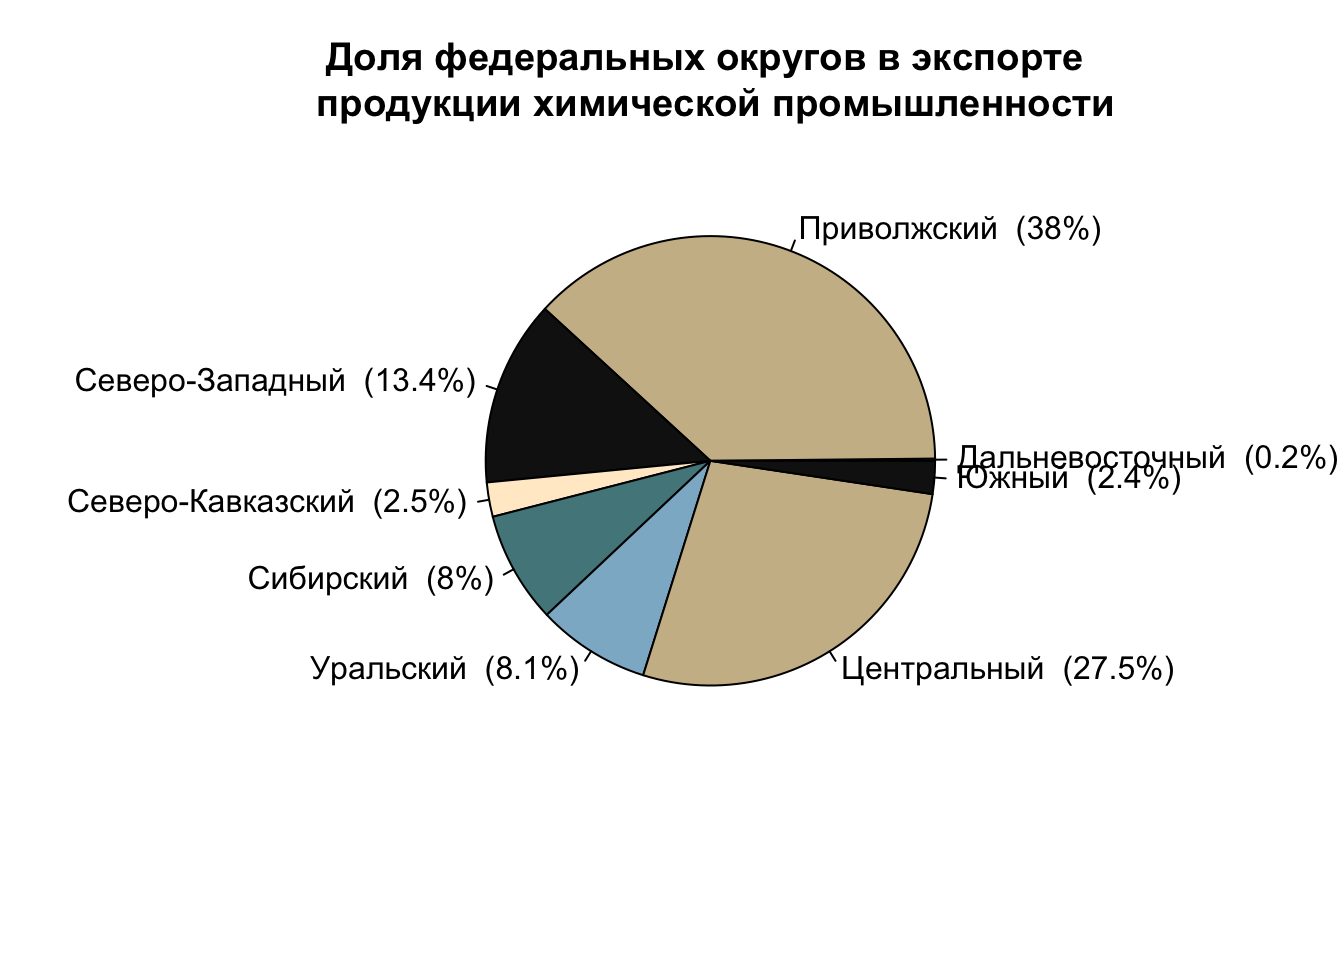 Доля федеральных округов в экспорте
продукции химической промышленности
Приволжский (38%)
Северо-Западный (13.4%)
Дальневосточный (0.2%)
Южный (2.4%)
Северо-Кавказский (2.5%)
Сибирский (8%)
Уральский (8.1%)
Центральный (27.5%)